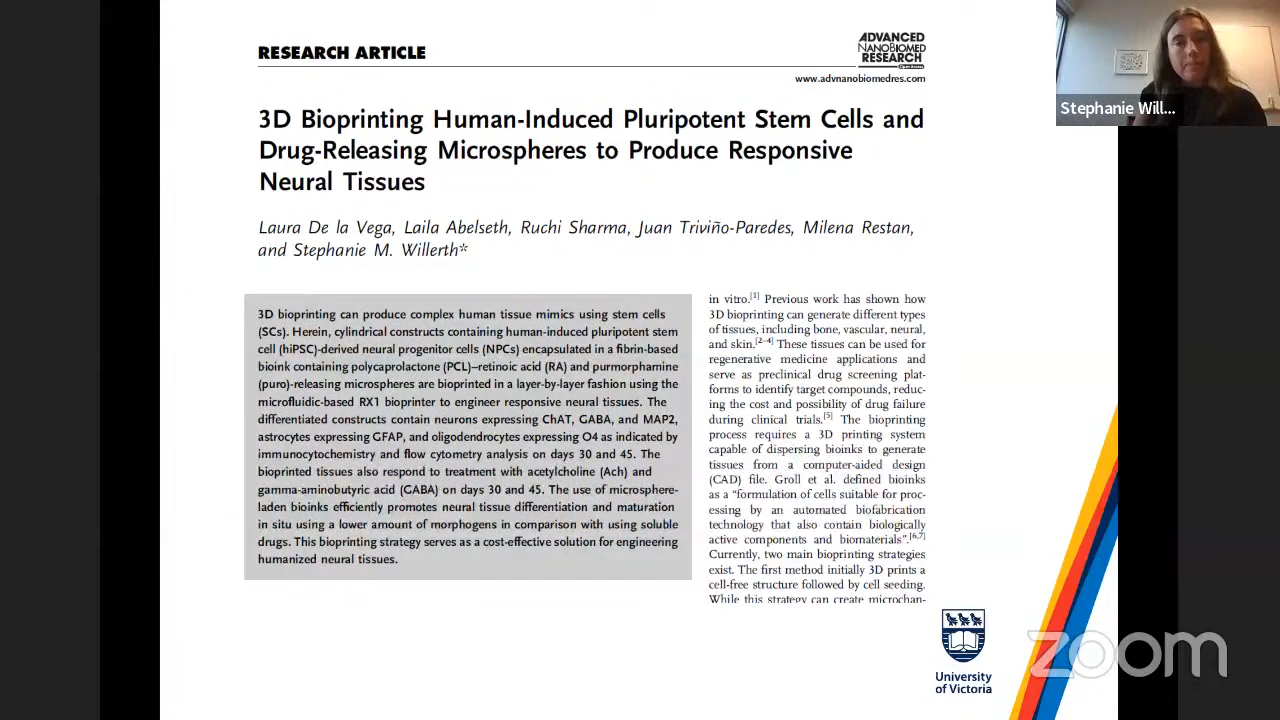 RESEARCH ARTICLE
ADVANCED
NANOBIOMED
RESEARCH
Open Access
www.advnanobiomedres.com
3D Bioprinting Human-Induced Pluripotent Stem Cells and
Drug-Releasing Microspheres to Produce Responsive
Neural Tissues
Laura De la Vega, Laila Abelseth, Ruchi Sharma, Juan Triviño-Paredes, Milena Restan,
and Stephanie M. Willerth*
3D bioprinting can produce complex human tissue mimics using stem cells
(SCs). Herein, cylindrical constructs containing human-induced pluripotent stem
cell (hiPSC)-derived neural progenitor cells (NPCs) encapsulated in a fibrin-based
bioink containing polycaprolactone (PCL)–retinoic acid (RA) and purmorphamine
(puro)-releasing microspheres are bioprinted in a layer-by-layer fashion using the
microfluidic-based RX1 bioprinter to engineer responsive neural tissues. The
differentiated constructs contain neurons expressing ChAT, GABA, and MAP2,
astrocytes expressing GFAP, and oligodendrocytes expressing O4 as indicated by
immunocytochemistry and flow cytometry analysis on days 30 and 45. The
bioprinted tissues also respond to treatment with acetylcholine (Ach) and
gamma-aminobutyric acid (GABA) on days 30 and 45. The use of microsphere-
laden bioinks efficiently promotes neural tissue differentiation and maturation
in situ using a lower amount of morphogens in comparison with using soluble
drugs. This bioprinting strategy serves as a cost-effective solution for engineering
humanized neural tissues.
in vitro.[1] Previous work has shown how
3D bioprinting can generate different types
of tissues, including bone, vascular, neural,
and skin.[2–4] These tissues can be used for
regenerative medicine applications and
serve as preclinical drug screening plat-
forms to identify target compounds, reduc-
ing the cost and possibility of drug failure
during clinical trials.[5] The bioprinting
process requires a 3D printing system
capable of dispersing bioinks to generate
tissues from a computer-aided design
(CAD) file. Groll et al. defined bioinks
as a “formulation of cells suitable for proc-
essing by an automated biofabrication
technology that also contain biologically
active components and biomaterials”.[6,7]
Currently, two main bioprinting strategies
exist. The first method initially 3D prints a
cell-free structure followed by cell seeding.
While this strategy can create microchan-
Stephanie Will...
University
of Victoria
zoom